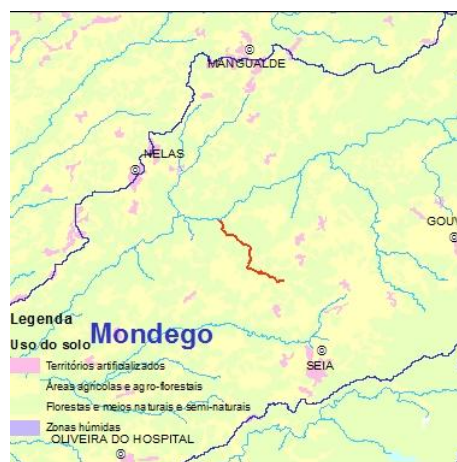 MANGUALDE
NELAS
GOUV
Legenda
Mondego
Uso do solo
Territórios artificializados
SEIA
Áreas agrícolas e agro-florestais
Florestas e meios naturais e semi-naturais
Zonas húmidas
OLIVEIRA DO HOSPITAL